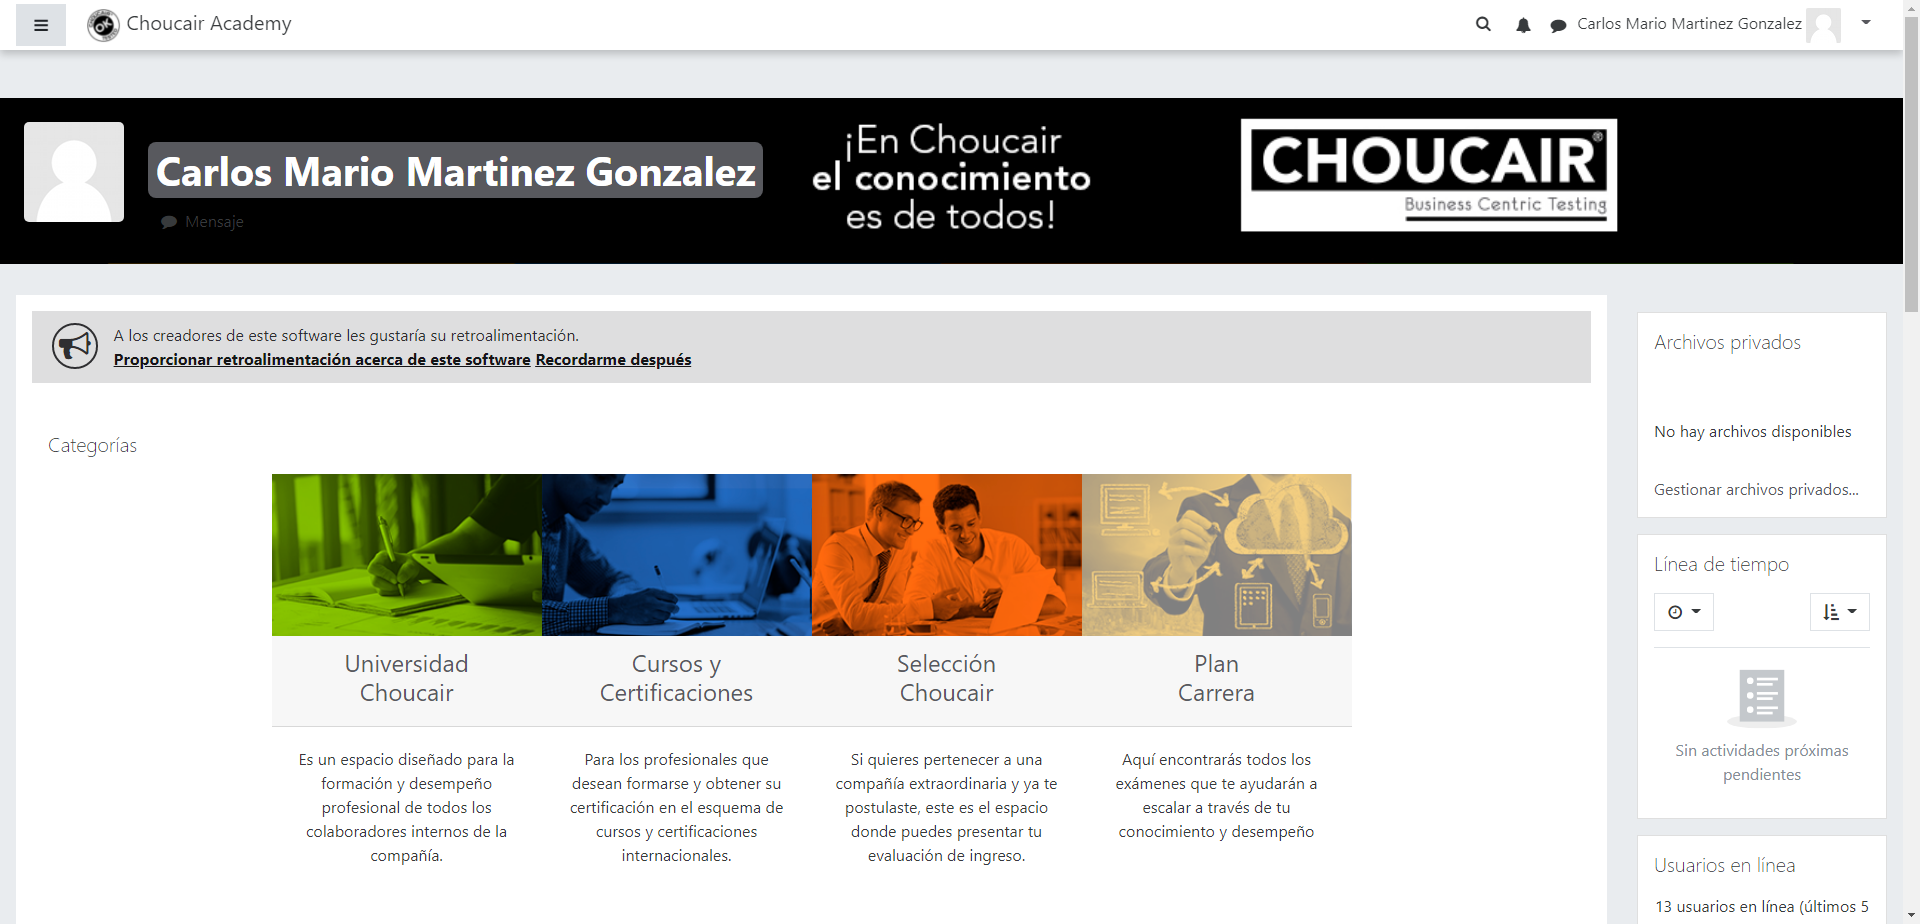 Choucair Academy
Carlos Mario Martinez Gonzalez
Carlos Mario Martinez Gonzalez
Mensaje
¡En Choucair
el conocimiento
es de todos!
CHOUCAIR®
Business Centric Testing
A los creadores de este software les gustaría su retroalimentación.
Proporcionar retroalimentación acerca de este software Recordarme después
Categorías
Universidad
Choucair
Es un espacio diseñado para la
formación y desempeño
profesional de todos los
colaboradores internos de la
compañía.
Cursos y
Certificaciones
Para los profesionales que
desean formarse y obtener su
certificación en el esquema de
cursos y certificaciones
internacionales.
Selección
Choucair
Si quieres pertenecer a una
compañía extraordinaria y ya te
postulaste, este es el espacio
donde puedes presentar tu
evaluación de ingreso.
Plan
Carrera
Aquí encontrarás todos los
exámenes que te ayudarán a
escalar a través de tu
conocimiento y desempeño
Archivos privados
No hay archivos disponibles
Gestionar archivos privados...
Línea de tiempo
Sin actividades próximas
pendientes
Usuarios en línea
13 usuarios en línea (últimos 5